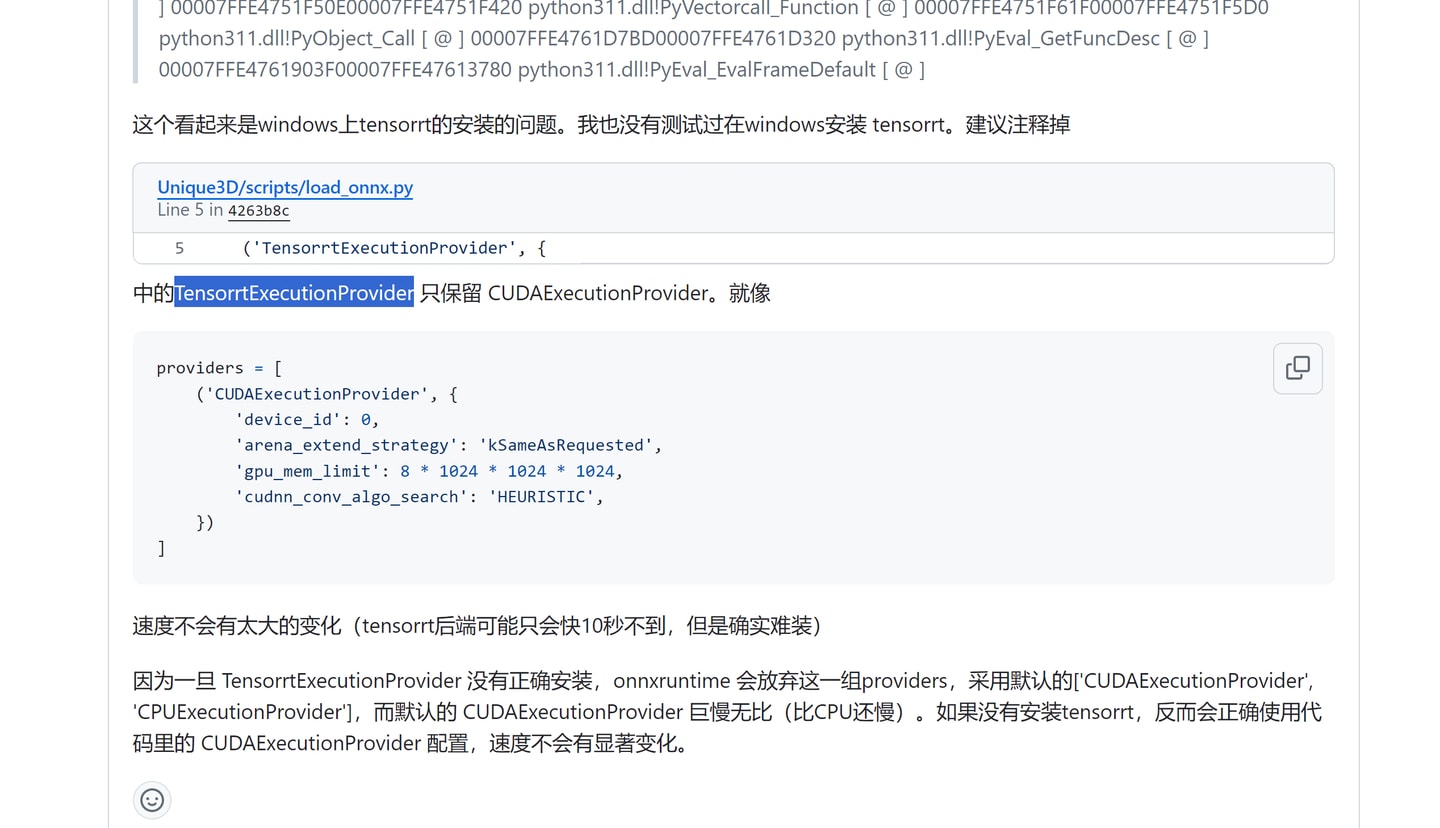 ] 00007FFE4751F50E00007FFE4751F420 python311.dll!PyVectorcall_Function [ @ ] 00007FFE4751F61F00007FFE4751F5D0
python311.dll!PyObject_Call [ @ ] 00007FFE4761D7BD00007FFE4761D320 python311.dll!PyEval_GetFuncDesc [ @ ]
00007FFE4761903F00007FFE47613780 python311.dll!PyEval_EvalFrameDefault [ @ ]
这个看起来是windows上tensorrt的安装的问题。我也没有测试过在windows安装 tensorrt。建议注释掉
Unique3D/scripts/load_onnx.py
Line 5 in 4263b8c
5 ('TensorrtExecutionProvider', {
中的TensorrtExecutionProvider 只保留 CUDAExecutionProvider。就像
providers = [
('CUDAExecutionProvider', {
'device_id': 0,
'arena_extend_strategy': 'kSameAsRequested',
'gpu_mem_limit': 8 * 1024 * 1024 * 1024,
'cudnn_conv_algo_search': 'HEURISTIC',
})
]
速度不会有太大的变化（tensorrt后端可能只会快10秒不到，但是确实难装）
因为一旦 TensorrtExecutionProvider 没有正确安装，onnxruntime 会放弃这一组providers，采用默认的['CUDAExecutionProvider',
'CPUExecutionProvider']，而默认的 CUDAExecutionProvider 巨慢无比（比CPU还慢）。如果没有安装tensorrt，反而会正确使用代
码里的 CUDAExecutionProvider 配置，速度不会有显著变化。